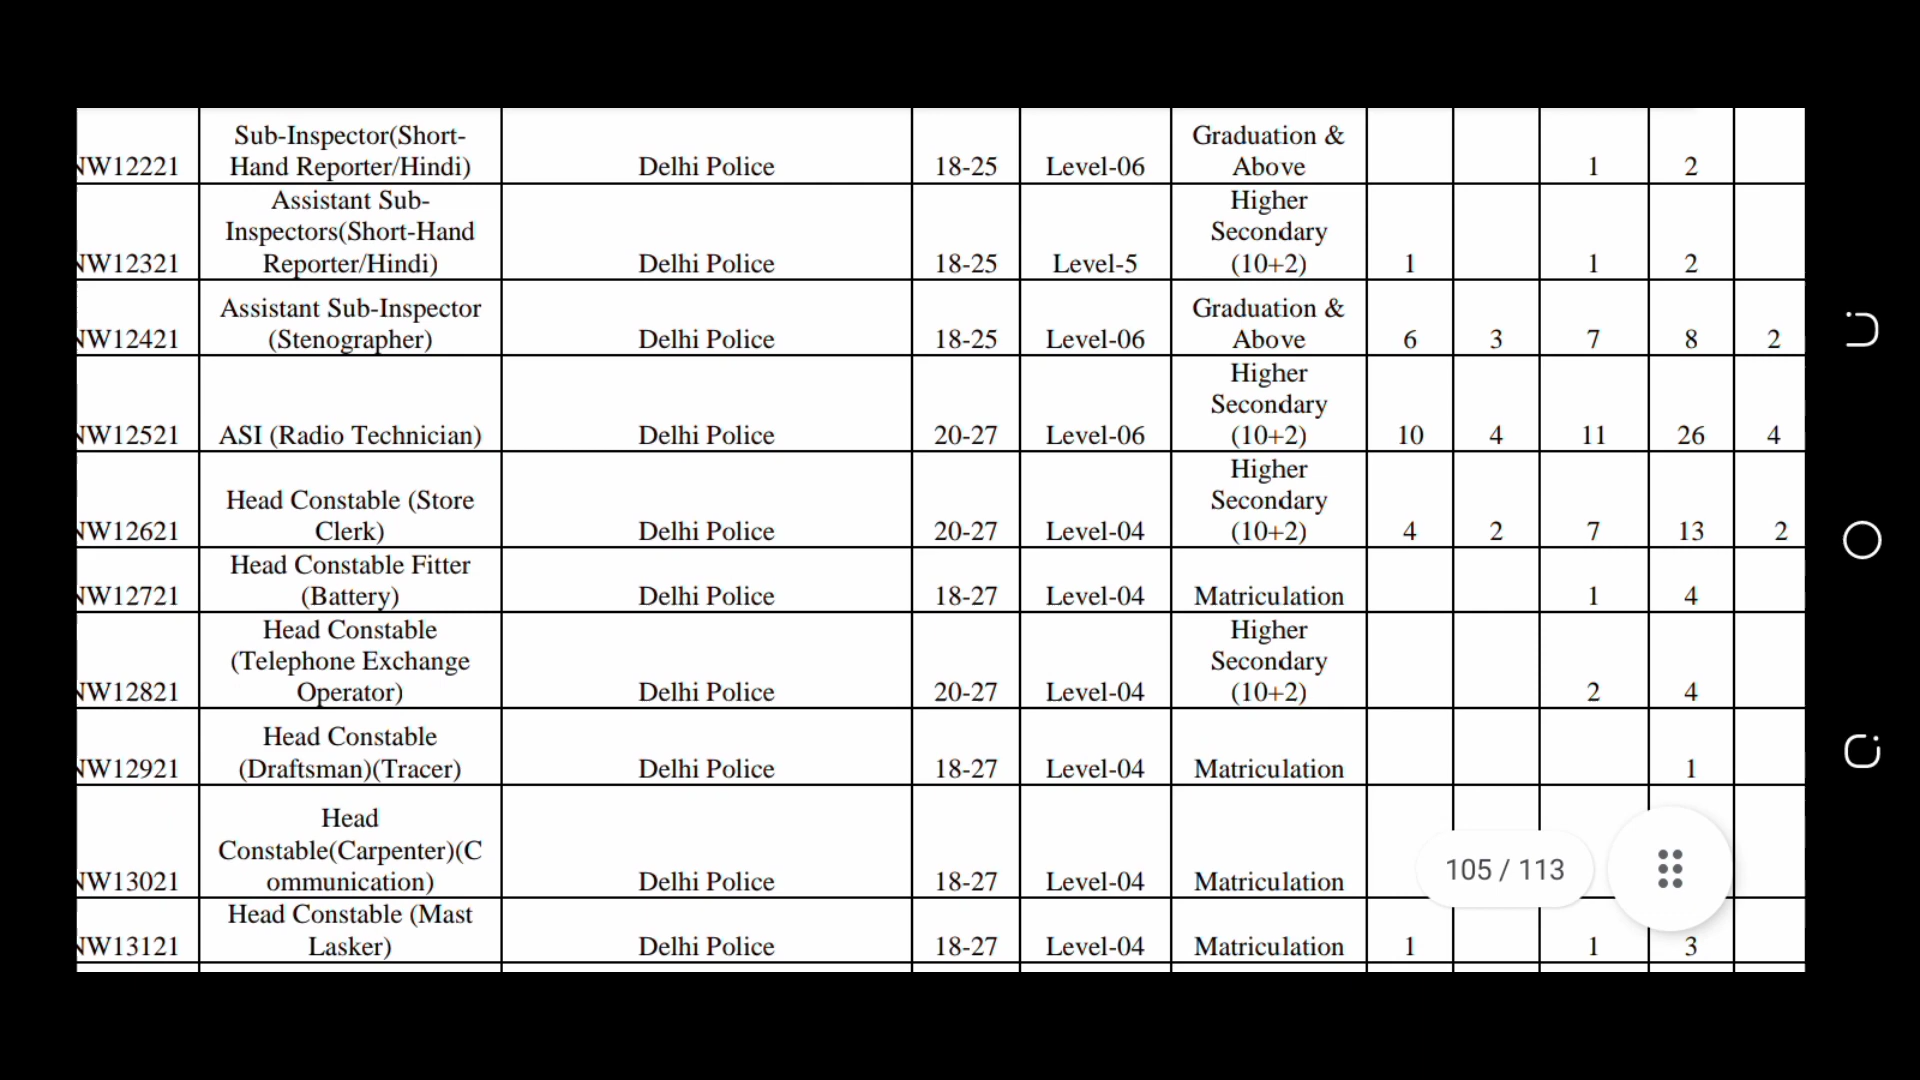 Sub-Inspector(Short-
Hand Reporter/Hindi)
NW12221 Delhi Police 18-25 Level-06 Graduation &
Above 1 2
Assistant Sub-
Inspectors(Short-Hand
Reporter/Hindi)
NW12321 Delhi Police 18-25 Level-5 Higher
Secondary
(10+2) 1 1 2
Assistant Sub-Inspector
(Stenographer)
NW12421 Delhi Police 18-25 Level-06 Graduation &
Above 6 3 7 8 2
NW12521 ASI (Radio Technician) Delhi Police 20-27 Level-06 Higher
Secondary
(10+2) 10 4 11 26 4
Head Constable (Store
Clerk)
NW12621 Delhi Police 20-27 Level-04 Higher
Secondary
(10+2) 4 2 7 13 2
Head Constable Fitter
(Battery)
NW12721 Delhi Police 18-27 Level-04 Matriculation 1 4
Head Constable
(Telephone Exchange
Operator)
NW12821 Delhi Police 20-27 Level-04 Higher
Secondary
(10+2) 2 4
Head Constable
(Draftsman)(Tracer)
NW12921 Delhi Police 18-27 Level-04 Matriculation 1
Head
Constable(Carpenter)(C
ommunication)
NW13021 Delhi Police 18-27 Level-04 Matriculation
105 / 113
Head Constable (Mast
Lasker)
NW13121 Delhi Police 18-27 Level-04 Matriculation 1 1 3